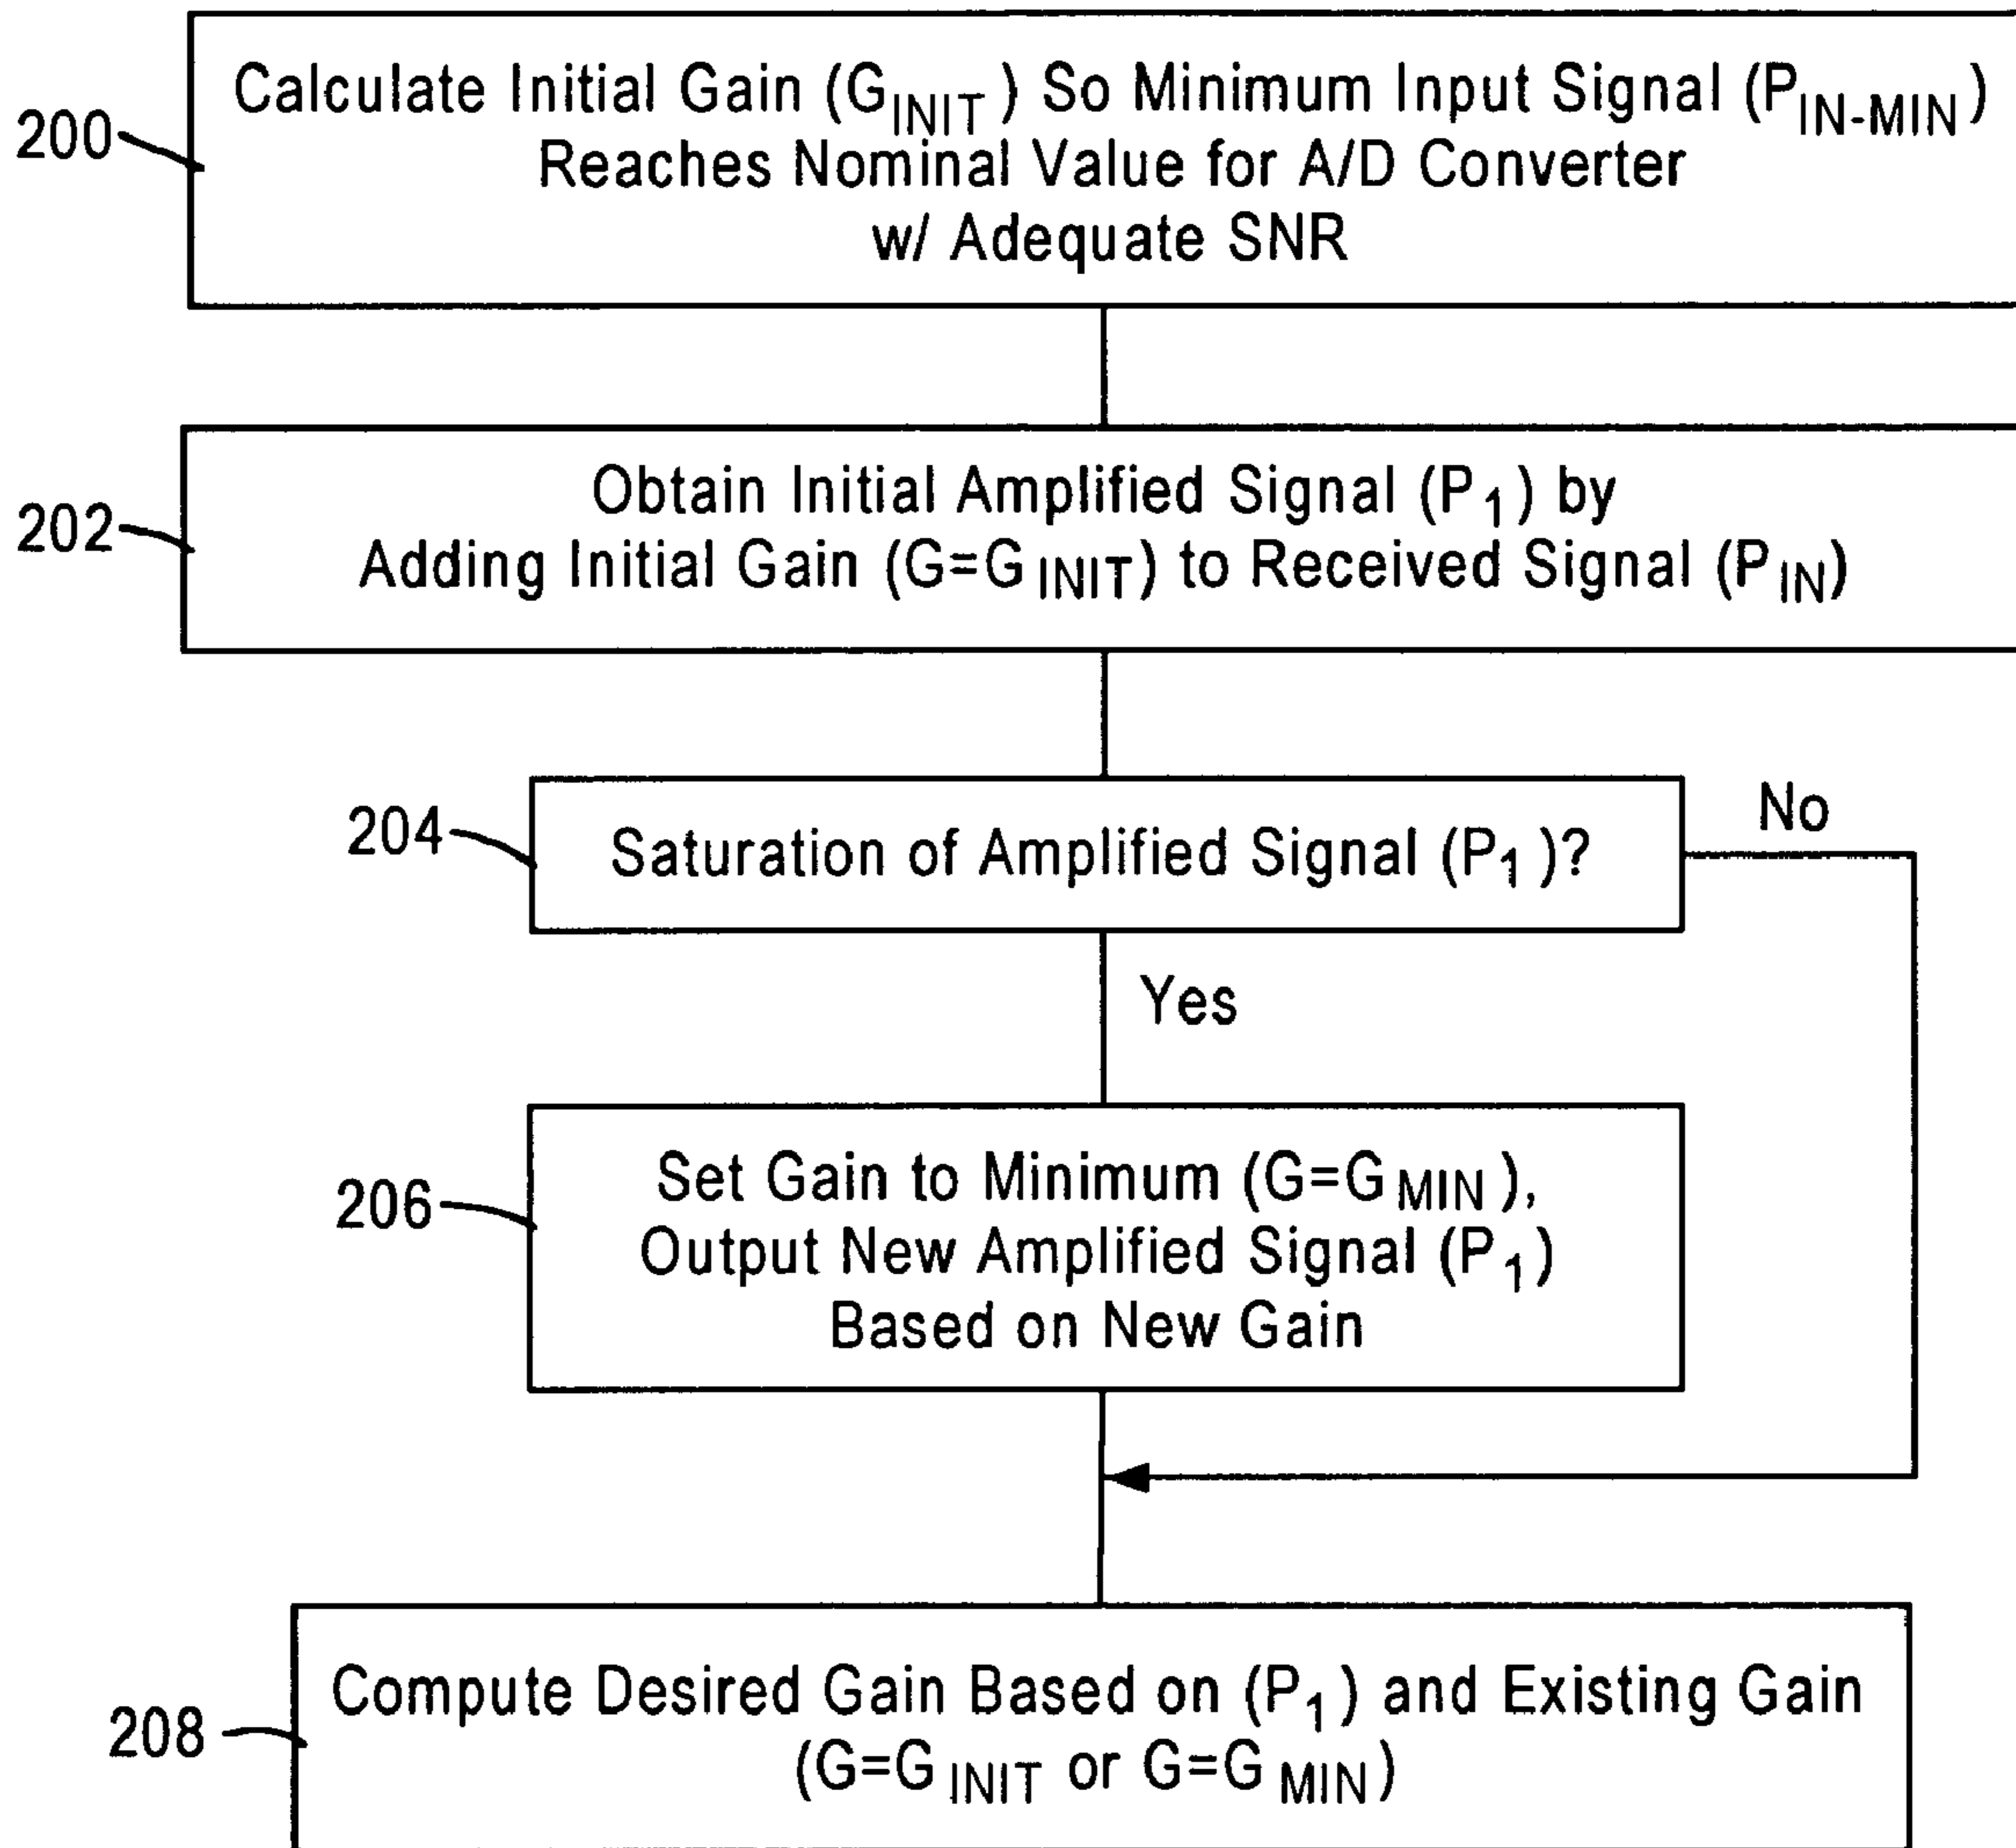 200
Calculate Initial Gain (G_INIT) So Minimum Input Signal (P_IN-MIN)
Reaches Nominal Value for A/D Converter
w/ Adequate SNR
202
Obtain Initial Amplified Signal (P_1) by
Adding Initial Gain (G=G_INIT) to Received Signal (P_IN)
204
Saturation of Amplified Signal (P_1)?
No
Yes
206
Set Gain to Minimum (G=G_MIN),
Output New Amplified Signal (P_1)
Based on New Gain
208
Compute Desired Gain Based on (P_1) and Existing Gain
(G=G_INIT or G=G_MIN)